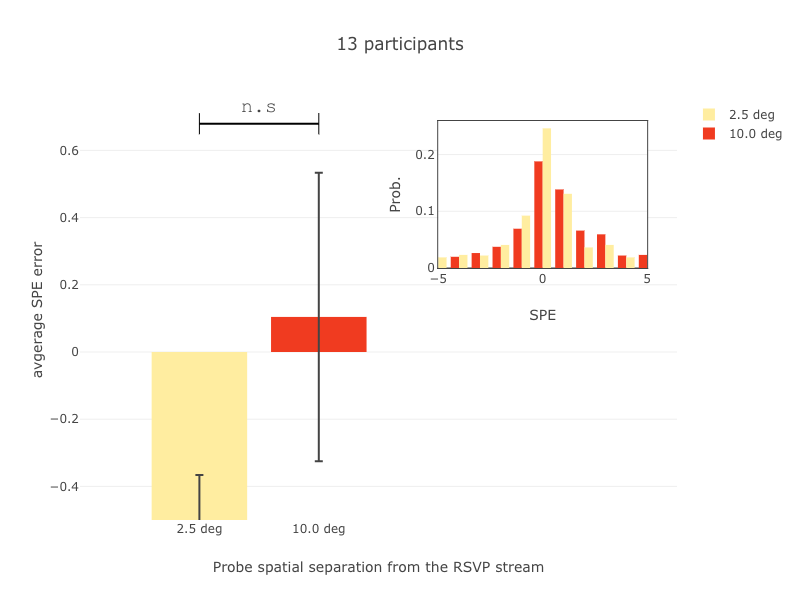 13 participants
n.s
2.5 deg
10.0 deg
avgerage SPE error
0.6
0.4
0.2
0
−0.2
−0.4
Prob.
0.2
0.1
0
−5
0
5
SPE
2.5 deg
10.0 deg
Probe spatial separation from the RSVP stream